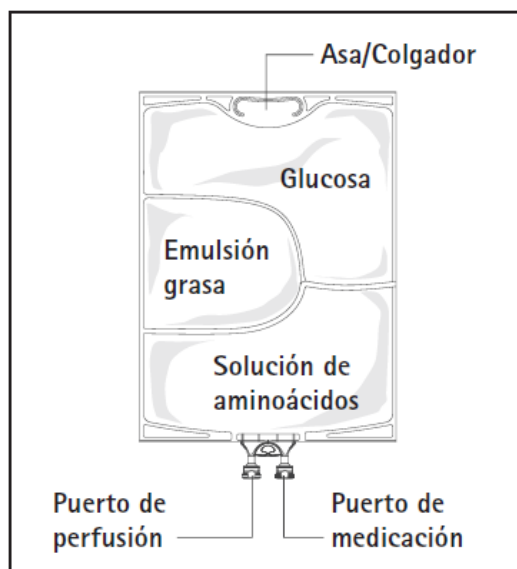 Asa/Colgador
Glucosa
Emulsión
grasa
Solución de
aminoácidos
Puerto de
perfusión
Puerto de
medicación